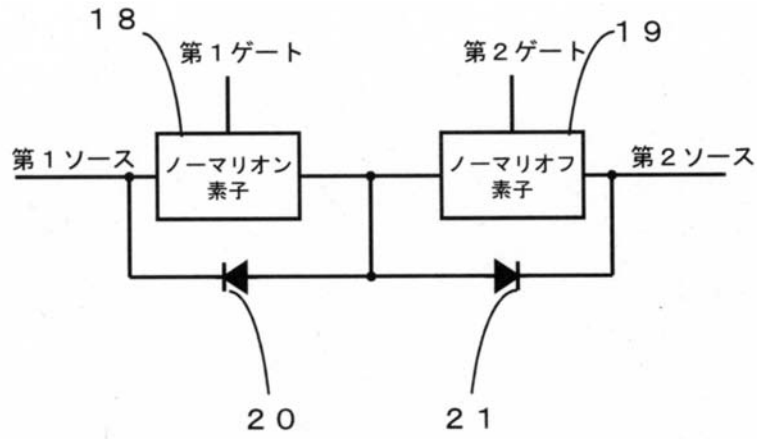 １８
１９
第１ゲート
第２ゲート
第１ソース
ノーマリオン
素子
ノーマリオフ
素子
第２ソース
２０
２１